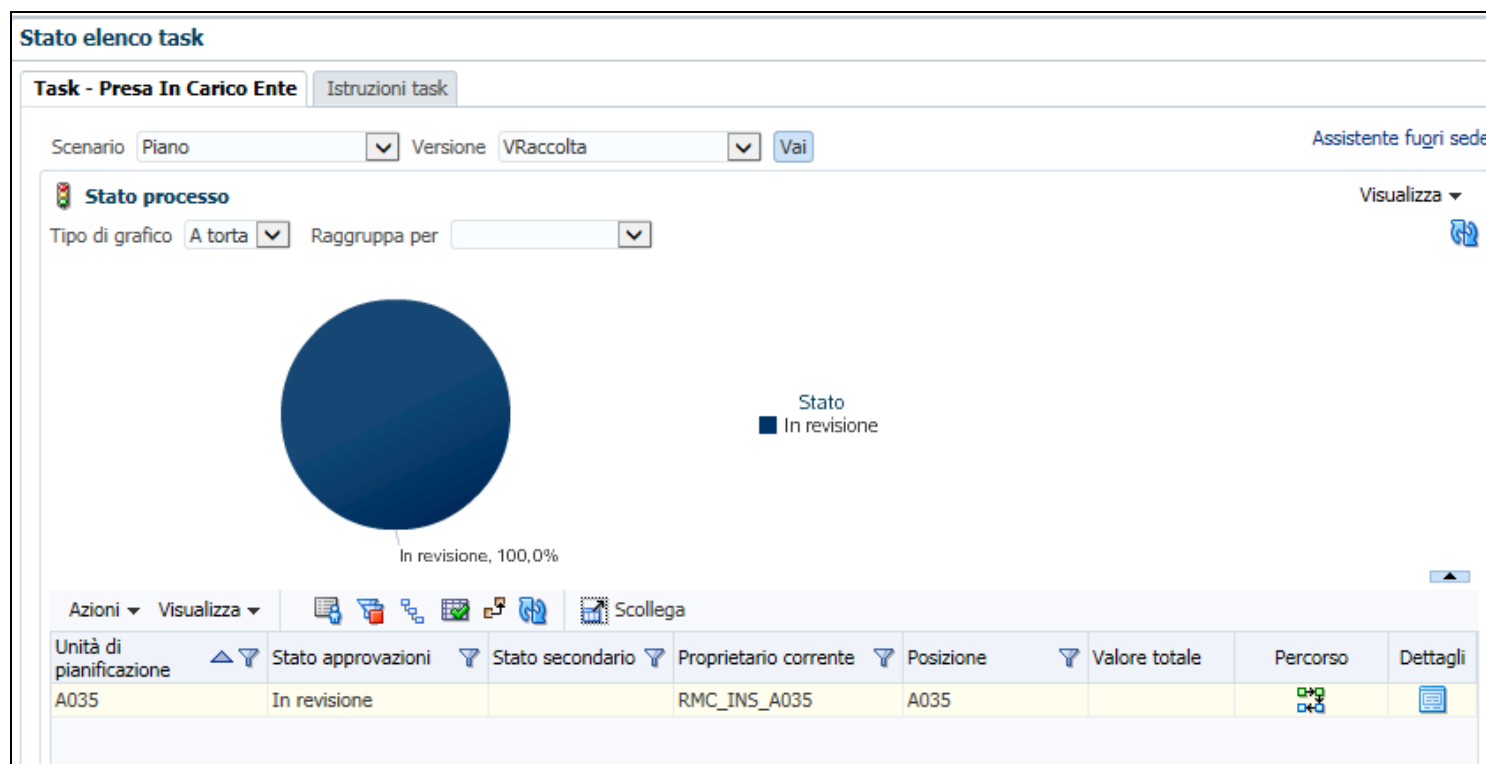 Stato elenco task
Task - Presa In Carico Ente Istruzioni task
Scenario Piano Versione VRaccolta Vai Assistente fuori sede
Stato processo Visualizza
Tipo di grafico A torta Raggruppa per
Stato
In revisione
In revisione, 100,0%
Azioni Visualizza Scollega
Unità di
pianificazione Stato approvazioni Stato secondario Proprietario corrente Posizione Valore totale Percorso Dettagli
A035 In revisione RMC_INS_A035 A035